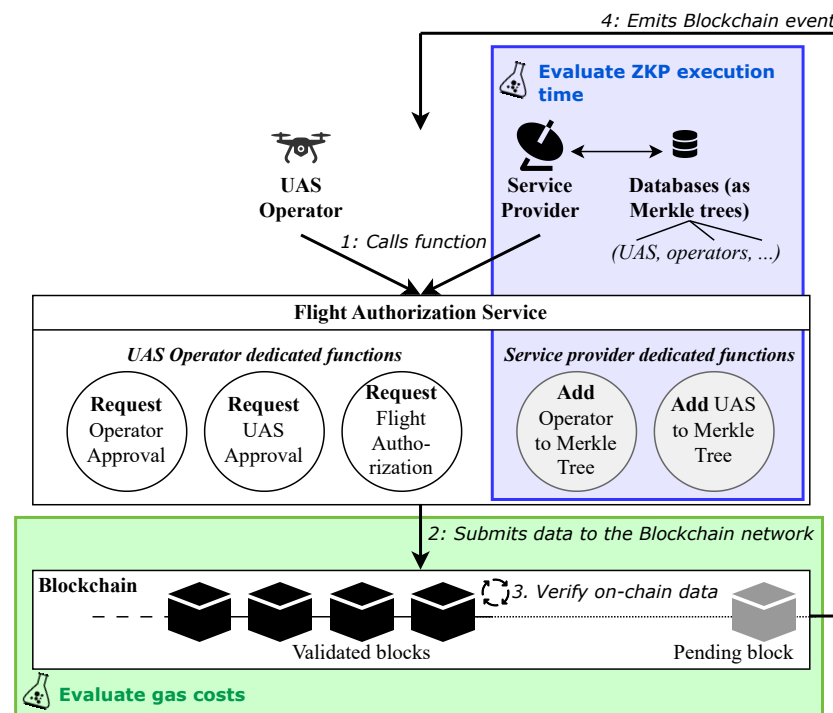 4: Emits Blockchain event
Evaluate ZKP execution
time
UAS
Operator
Service
Provider
Databases (as
Merkle trees)
1: Calls function
(UAS, operators, ...)
Flight Authorization Service
UAS Operator dedicated functions
Service provider dedicated functions
Request
Operator
Approval
Request
UAS
Approval
Request
Flight
Autho-
rization
Add
Operator
to Merkle
Tree
Add UAS
to Merkle
Tree
2: Submits data to the Blockchain network
Blockchain
3. Verify on-chain data
Validated blocks
Pending block
Evaluate gas costs